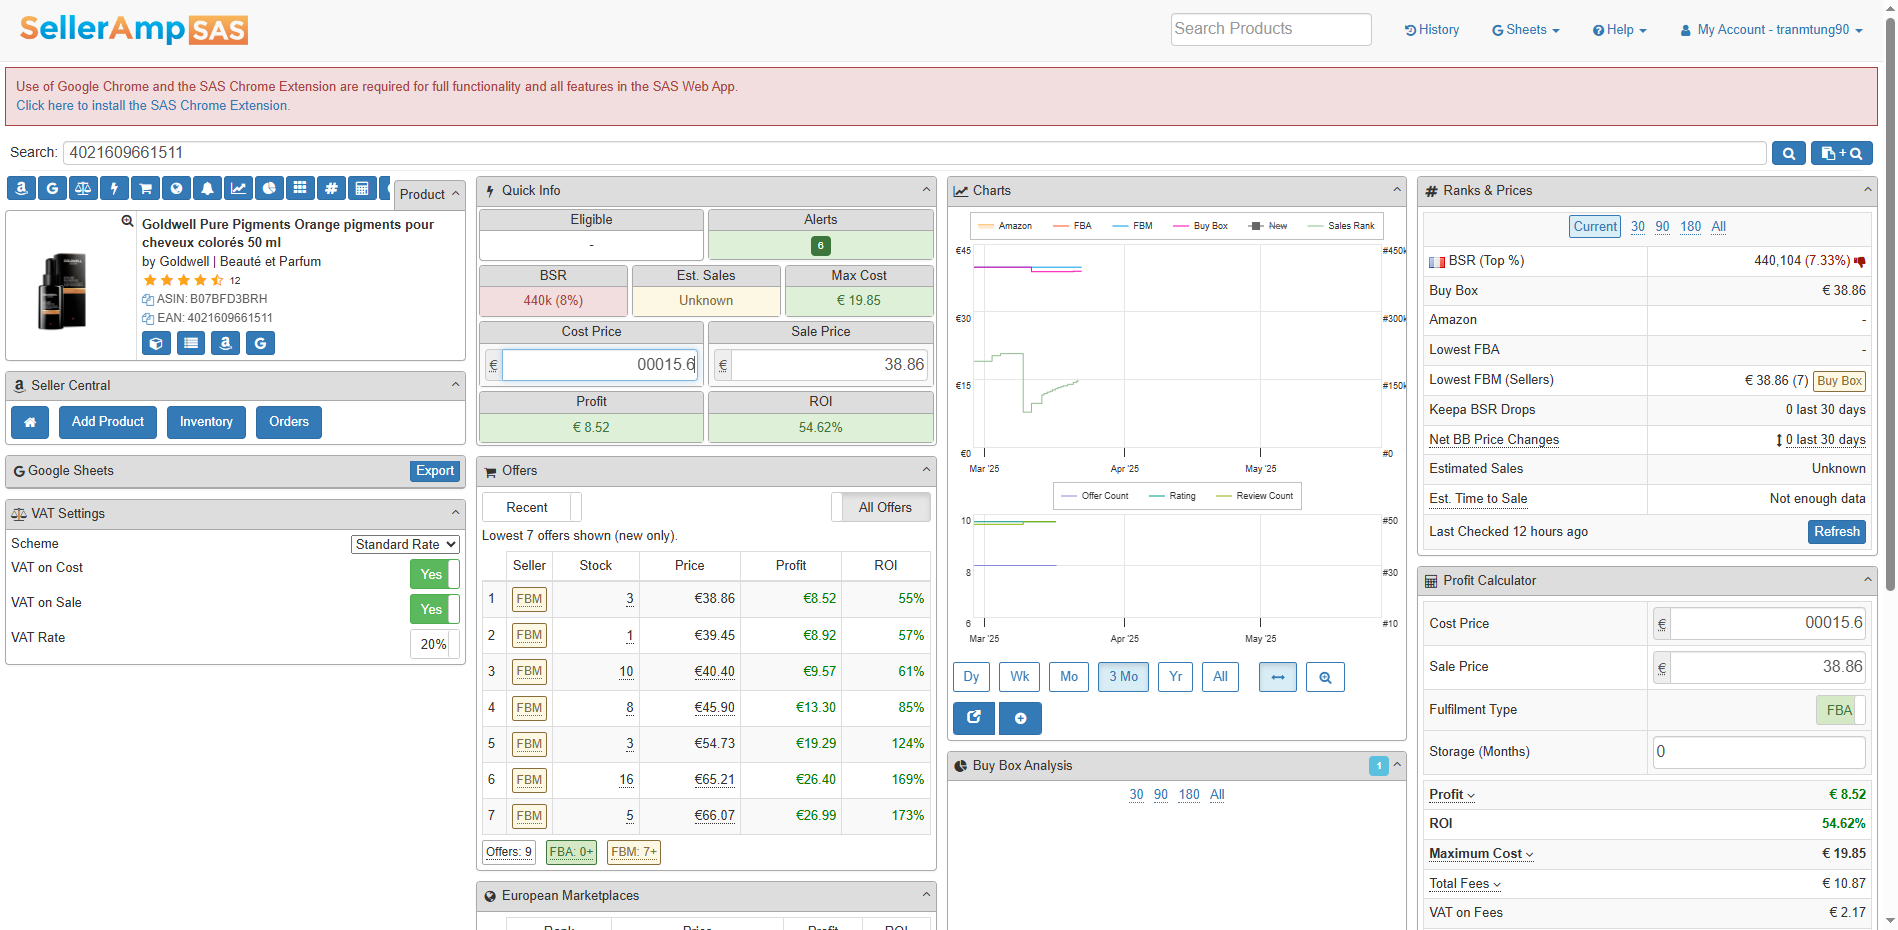 SellerAmp SAS
Search Products
History
Sheets
Help
My Account - tranmtung90
Use of Google Chrome and the SAS Chrome Extension are required for full functionality and all features in the SAS Web App.
Click here to install the SAS Chrome Extension.
Search: 4021609661511
Product
Goldwell Pure Pigments Orange pigments pour
cheveux colorés 50 ml
by Goldwell | Beauté et Parfum
12
ASIN: B07BFD3BRH
EAN: 4021609661511
Seller Central
Add Product Inventory Orders
Google Sheets Export
VAT Settings
Scheme Standard Rate
VAT on Cost Yes
VAT on Sale Yes
VAT Rate 20%
Quick Info
Eligible Alerts
- 6
BSR Est. Sales Max Cost
440k (8%) Unknown € 19.85
Cost Price Sale Price
€ 00015.6 € 38.86
Profit ROI
€ 8.52 54.62%
Offers
Recent All Offers
Lowest 7 offers shown (new only).
Seller Stock Price Profit ROI
1 FBM 3 €38.86 €8.52 55%
2 FBM 1 €39.45 €8.92 57%
3 FBM 10 €40.40 €9.57 61%
4 FBM 8 €45.90 €13.30 85%
5 FBM 3 €54.73 €19.29 124%
6 FBM 16 €65.21 €26.40 169%
7 FBM 5 €66.07 €26.99 173%
Offers: 9 FBA: 0+ FBM: 7+
European Marketplaces
Rank Price Profit ROI
Charts
Amazon FBA FBM Buy Box New Sales Rank
€45 #450k
€30 #300k
€15 #150k
€0 #0
Mar '25 Apr '25 May '25
Offer Count Rating Review Count
10 #50
8 #30
6 #10
Mar '25 Apr '25 May '25
Dy Wk Mo 3 Mo Yr All
Buy Box Analysis 1
30 90 180 All
Ranks & Prices
Current 30 90 180 All
BSR (Top %) 440,104 (7.33%)
Buy Box € 38.86
Amazon -
Lowest FBA -
Lowest FBM (Sellers) € 38.86 (7) Buy Box
Keepa BSR Drops 0 last 30 days
Net BB Price Changes 0 last 30 days
Estimated Sales Unknown
Est. Time to Sale Not enough data
Last Checked 12 hours ago Refresh
Profit Calculator
Cost Price € 00015.6
Sale Price € 38.86
Fulfilment Type FBA
Storage (Months) 0
Profit € 8.52
ROI 54.62%
Maximum Cost € 19.85
Total Fees € 10.87
VAT on Fees € 2.17